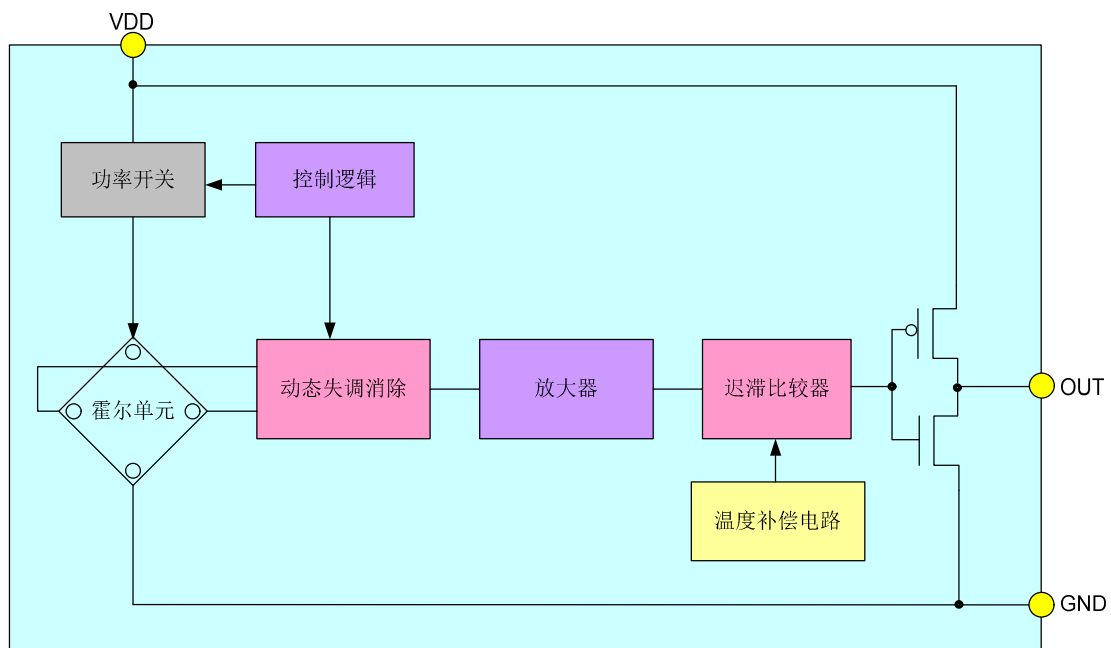 VDD
功率开关
控制逻辑
霍尔单元
动态失调消除
放大器
迟滞比较器
OUT
温度补偿电路
GND